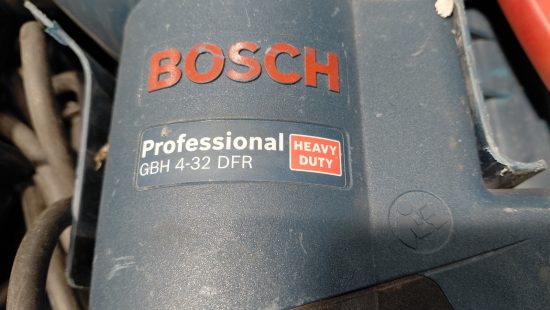 BOSCH
Professional
GBH 4-32 DFR
HEAVY
DUTY